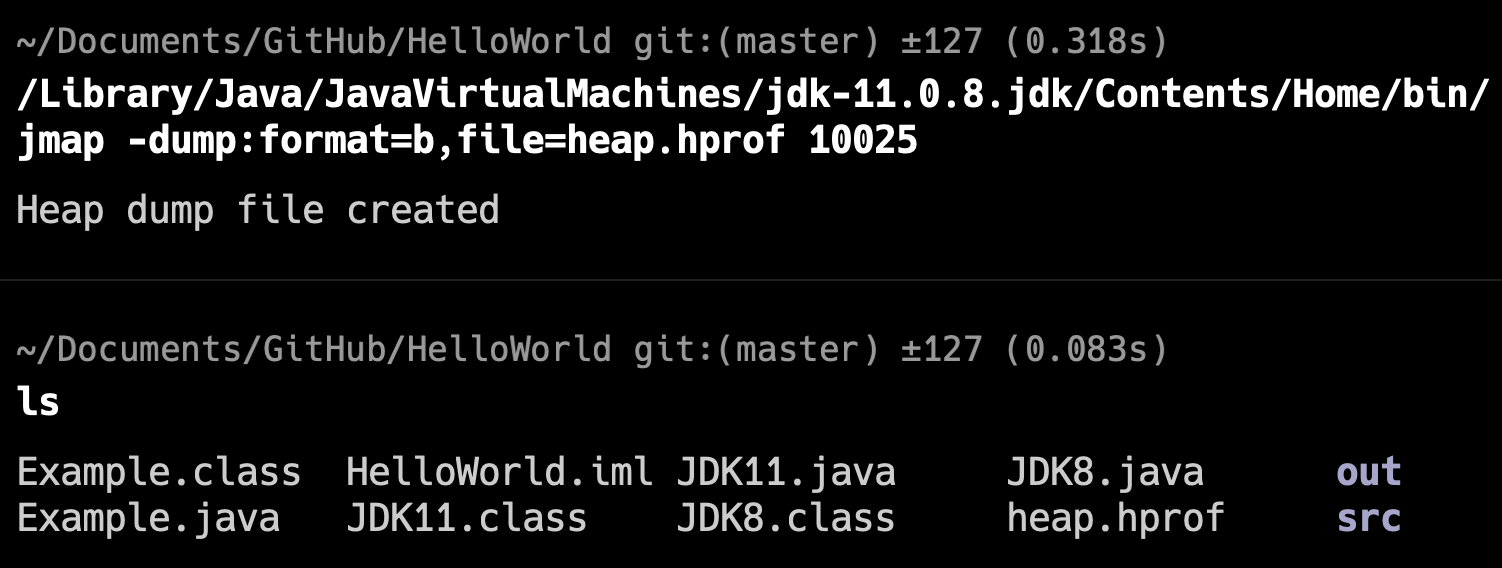 ~/Documents/GitHub/HelloWorld git:(master) ±127 (0.318s)
/Library/Java/JavaVirtualMachines/jdk-11.0.8.jdk/Contents/Home/bin/
jmap -dump:format=b,file=heap.hprof 10025
Heap dump file created
~/Documents/GitHub/HelloWorld git:(master) ±127 (0.083s)
ls
Example.class HelloWorld.iml JDK11.java JDK8.java out
Example.java JDK11.class JDK8.class heap.hprof src